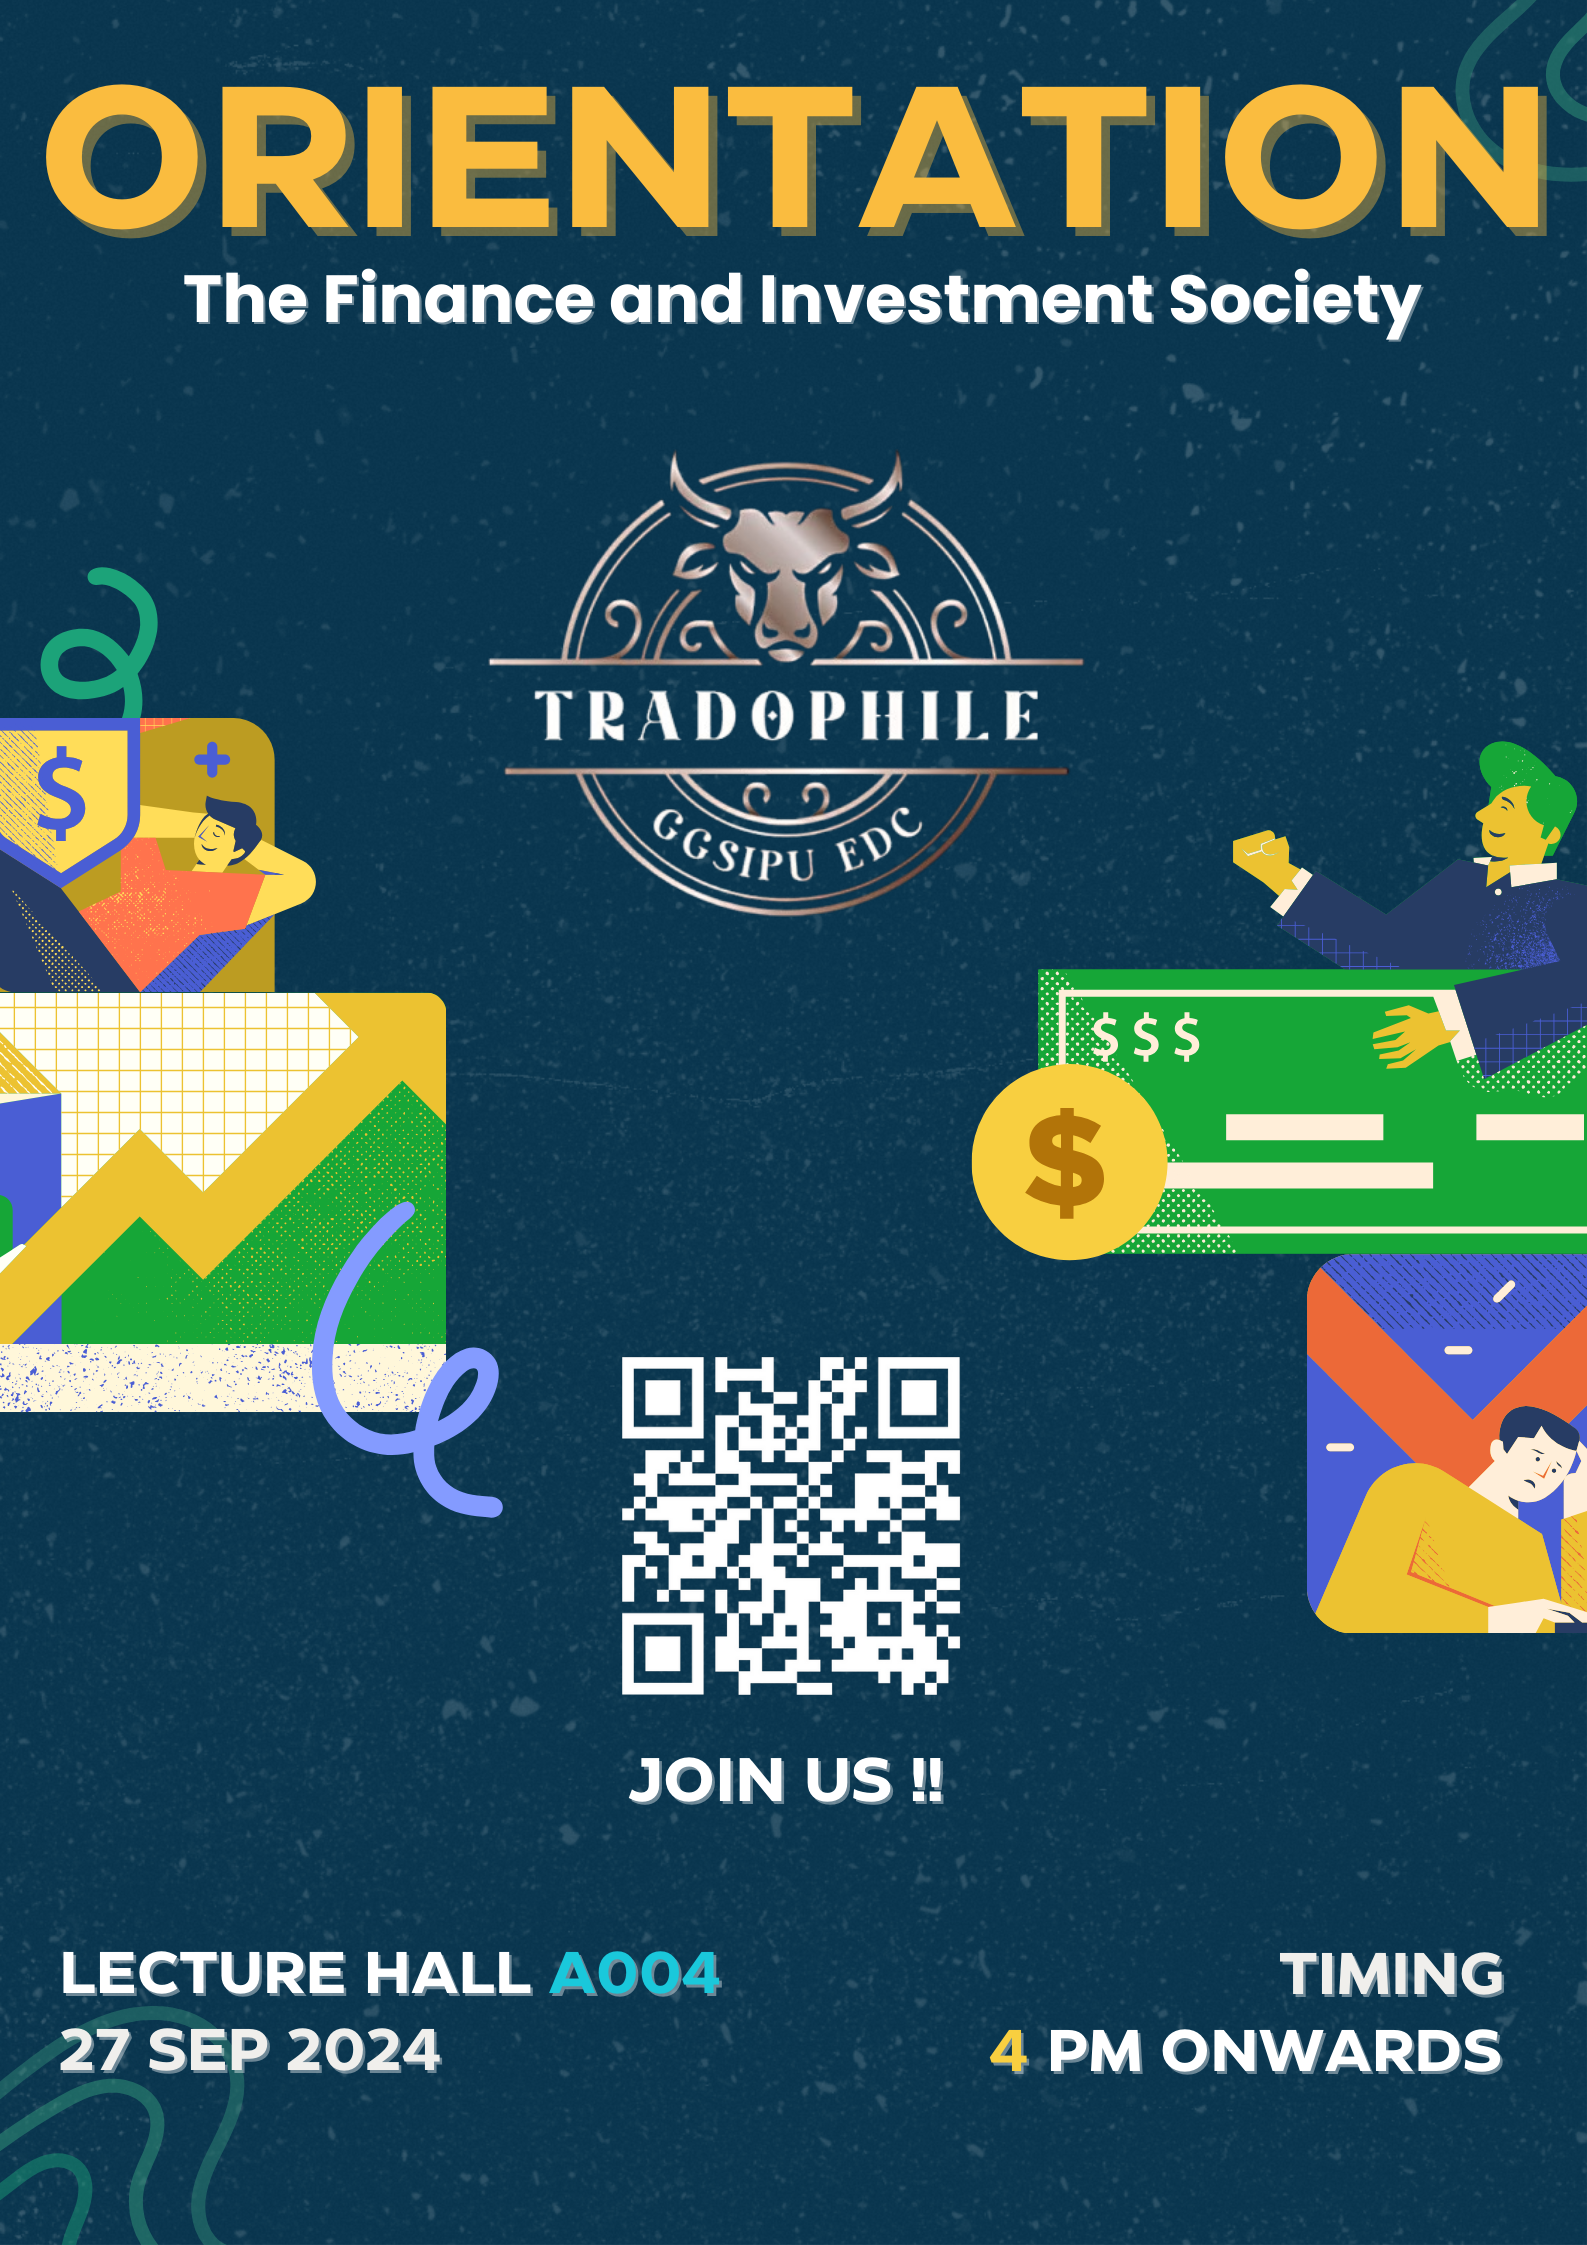 ORIENTATION
The Finance and Investment Society
TRADOPHILE
GGSIPU EDC
$
$$$
$
JOIN US !!
LECTURE HALL A004
27 SEP 2024
TIMING
4 PM ONWARDS